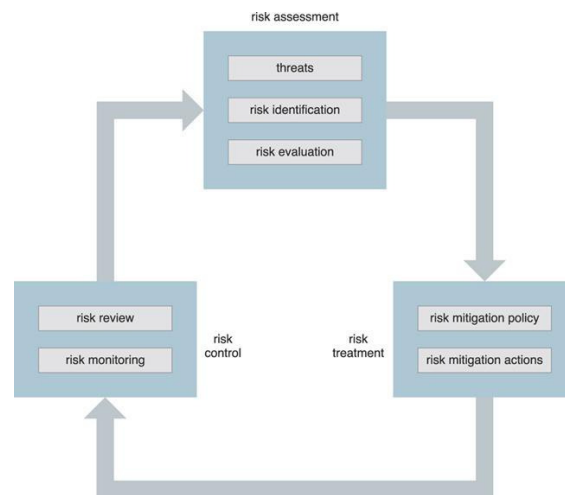 risk assessment
threats
risk identification
risk evaluation
risk review
risk monitoring
risk
control
risk
treatment
risk mitigation policy
risk mitigation actions